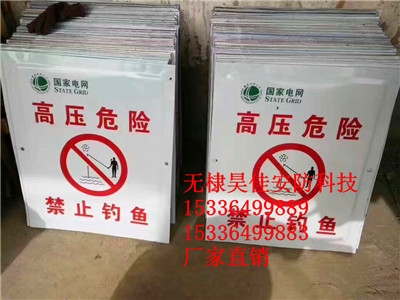 国家电网
STATE GRID
高压危险
禁止钓鱼
国家电网
STATE GRID
高压危险
禁止钓鱼
无棣昊佳安防科技
15336499889
15336499883
厂家直销